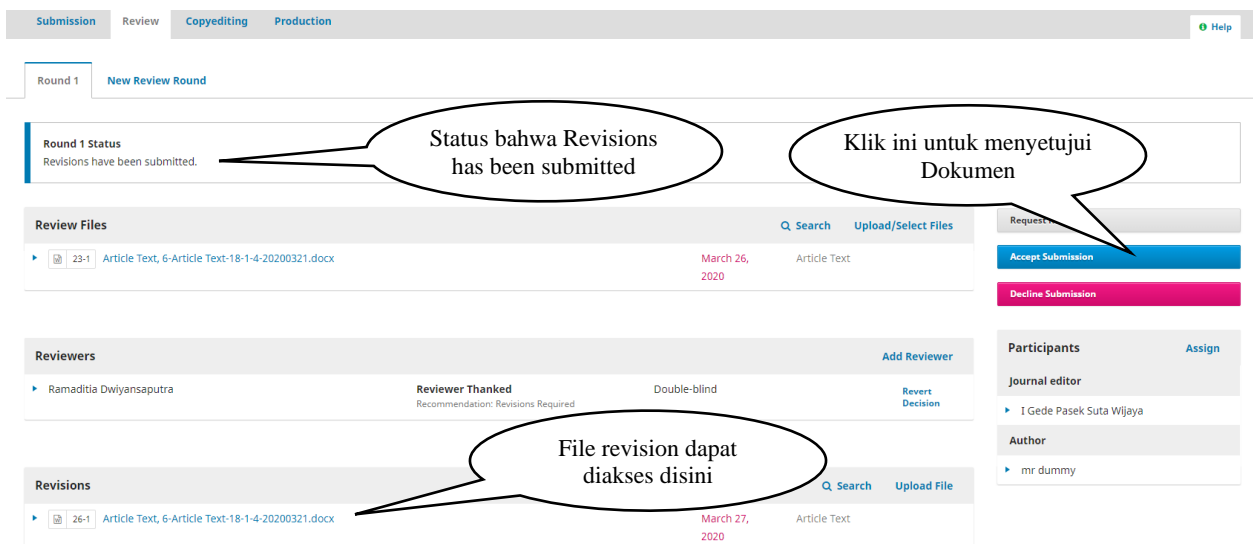 Submission Review Copyediting Production
Help
Round 1 New Review Round
Round 1 Status
Revisions have been submitted.
Status bahwa Revisions
has been submitted
Klik ini untuk menyetujui
Dokumen
Review Files Search Upload/Select Files
23-1 Article Text, 6-Article Text-18-1-4-20200321.docx March 26, Article Text
2020
Request
Accept Submission
Decline Submission
Reviewers Add Reviewer
Ramaditia Dwiyansaputra Reviewer Thanked Double-blind Revert
Recommendation: Revisions Required Decision
Participants Assign
Journal editor
I Gede Pasek Suta Wijaya
Author
mr dummy
File revision dapat
diakses disini
Revisions Search Upload File
26-1 Article Text, 6-Article Text-18-1-4-20200321.docx March 27, Article Text
2020